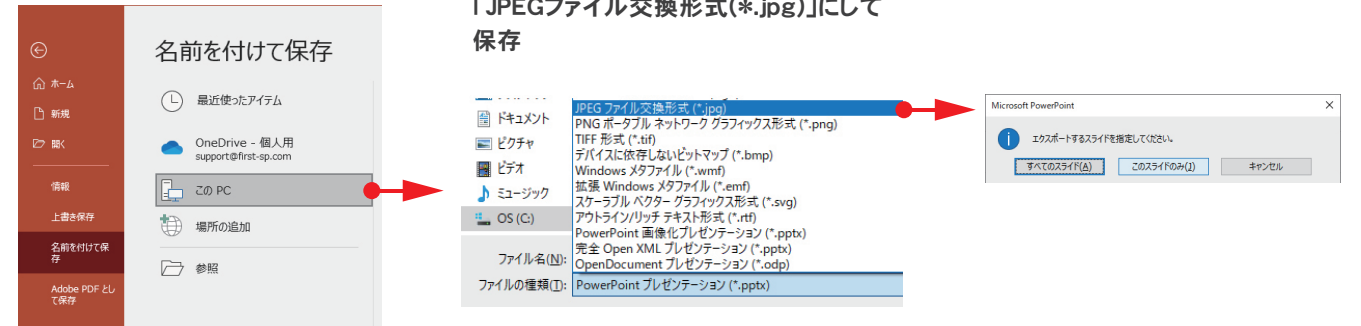 「JPEGファイル交換形式(*.jpg)」にして
保存
名前を付けて保存
ホーム
新規
開く
情報
上書き保存
名前を付けて保
存
Adobe PDF とし
て保存
最近使ったアイテム
OneDrive - 個人用
support@first-sp.com
この PC
場所の追加
参照
ドキュメント
ピクチャ
ビデオ
ミュージック
OS (C:)
JPEG ファイル交換形式 (*.jpg)
PNG ポータブル ネットワーク グラフィックス形式 (*.png)
TIFF 形式 (*.tif)
デバイスに依存しないビットマップ (*.bmp)
Windows メタファイル (*.wmf)
拡張 Windows メタファイル (*.emf)
スケーラブル ベクター グラフィックス形式 (*.svg)
アウトライン/リッチ テキスト形式 (*.rtf)
PowerPoint 画像化プレゼンテーション (*.pptx)
完全 Open XML プレゼンテーション (*.pptx)
OpenDocument プレゼンテーション (*.odp)
ファイル名(N):
ファイルの種類(T): PowerPoint プレゼンテーション (*.pptx)
Microsoft PowerPoint
エクスポートするスライドを指定してください。
すべてのスライド(A) このスライドのみ(J) キャンセル